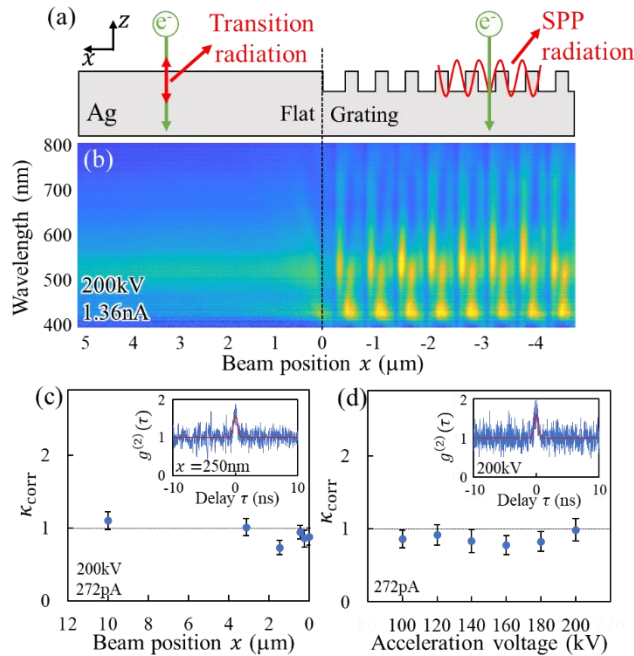 (a)
z
x
e⁻
Transition
radiation
e⁻
SPP
radiation
Ag
Flat
Grating
(b)
Wavelength (nm)
800
700
600
500
400
200kV
1.36nA
5 4 3 2 1 0 -1 -2 -3 -4
Beam position x (μm)
(c)
κcorr
2
1
0
g⁽²⁾(τ)
2
1
x = 250nm
-10 0 10
Delay τ (ns)
200kV
272pA
12 10 8 6 4 2 0
Beam position x (μm)
(d)
κcorr
2
1
0
g⁽²⁾(τ)
2
1
200kV
-10 0 10
Delay τ (ns)
272pA
100 120 140 160 180 200 220
Acceleration voltage (kV)